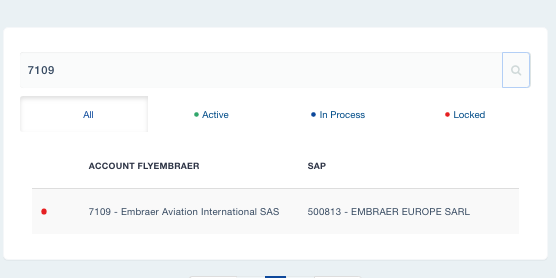 7109
All
Active
In Process
Locked
ACCOUNT FLYEMBRAER SAP
7109 - Embraer Aviation International SAS 500813 - EMBRAER EUROPE SARL